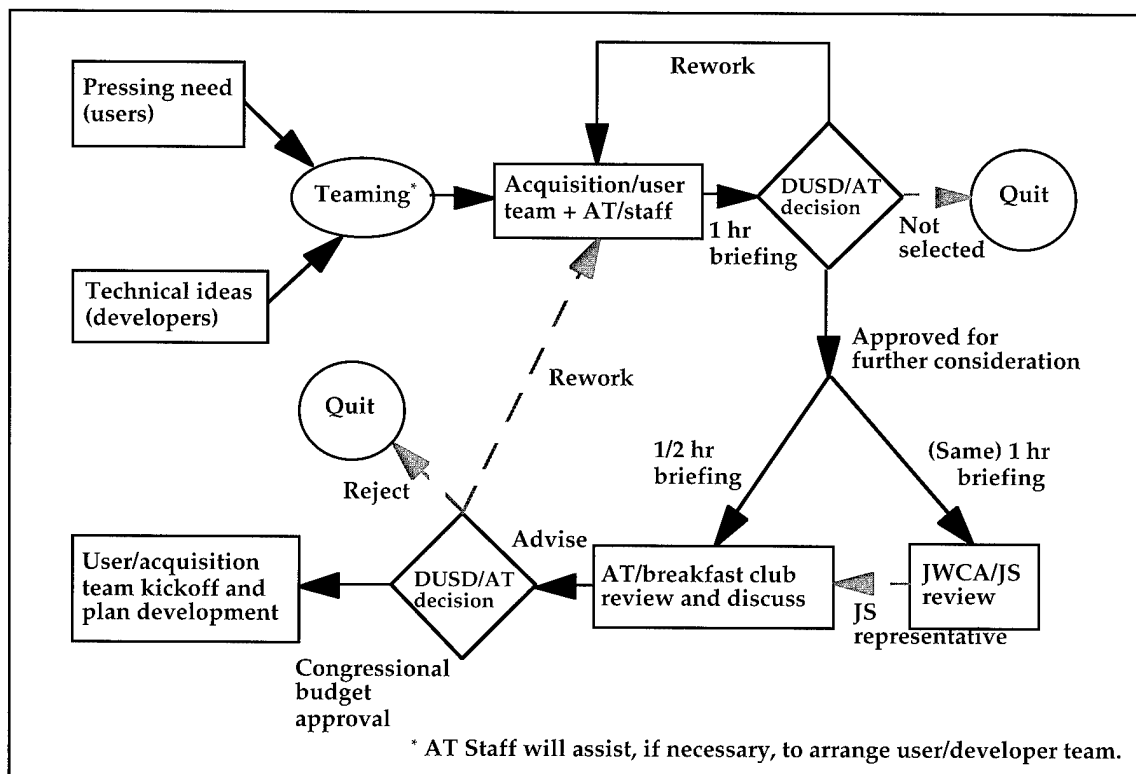 Pressing need
(users)
Rework
Teaming*
Acquisition/user
team + AT/staff
DUSD/AT
decision
Quit
1 hr
briefing
Not
selected
Technical ideas
(developers)
Approved for
further consideration
Rework
Quit
1/2 hr
briefing
(Same) 1 hr
briefing
Reject
Advise
User/acquisition
team kickoff and
plan development
DUSD/AT
decision
AT/breakfast club
review and discuss
JWCA/JS
review
JS
representative
Congressional
budget
approval
* AT Staff will assist, if necessary, to arrange user/developer team.